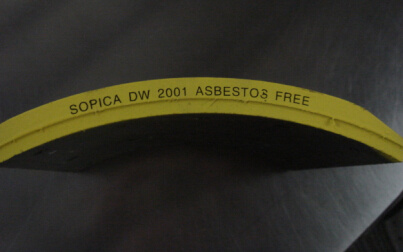 SOPICA DW 2001 ASBESTOS FREE